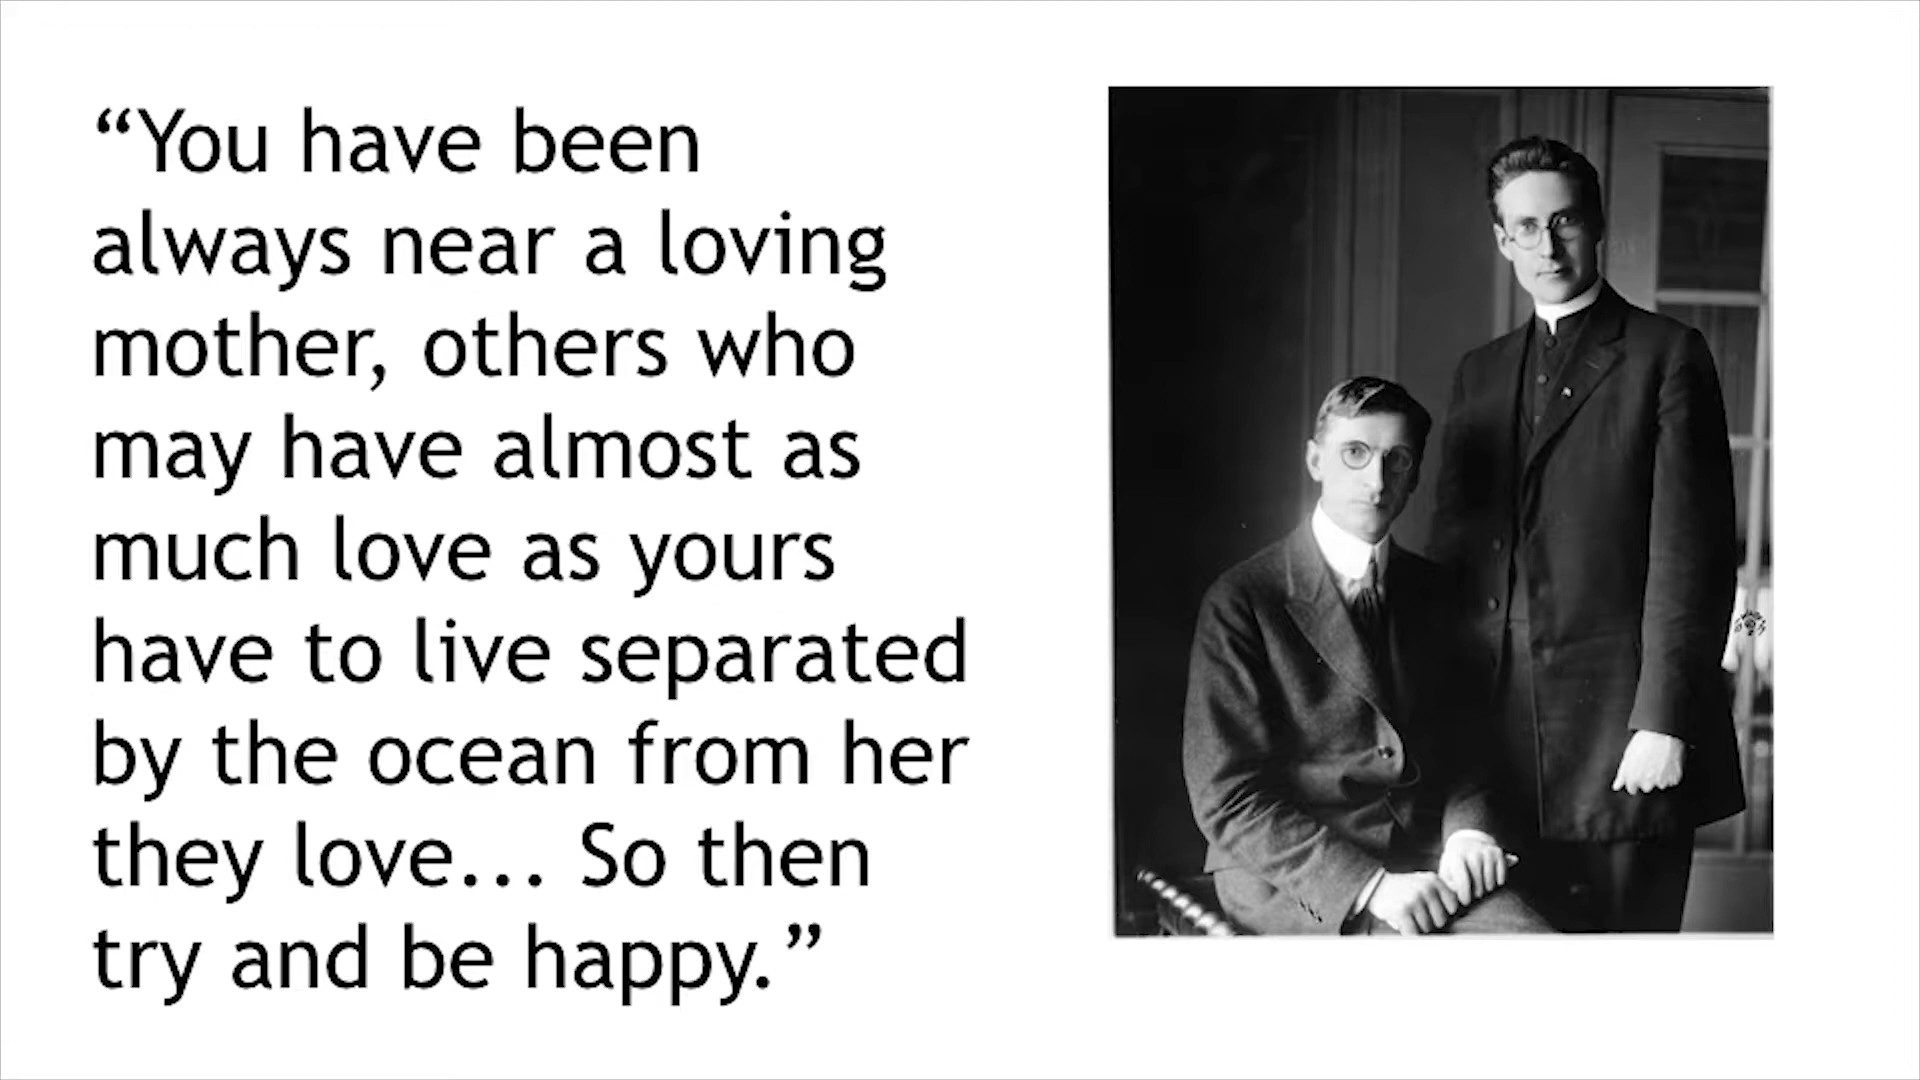 “You have been
always near a loving
mother, others who
may have almost as
much love as yours
have to live separated
by the ocean from her
they love... So then
try and be happy.”